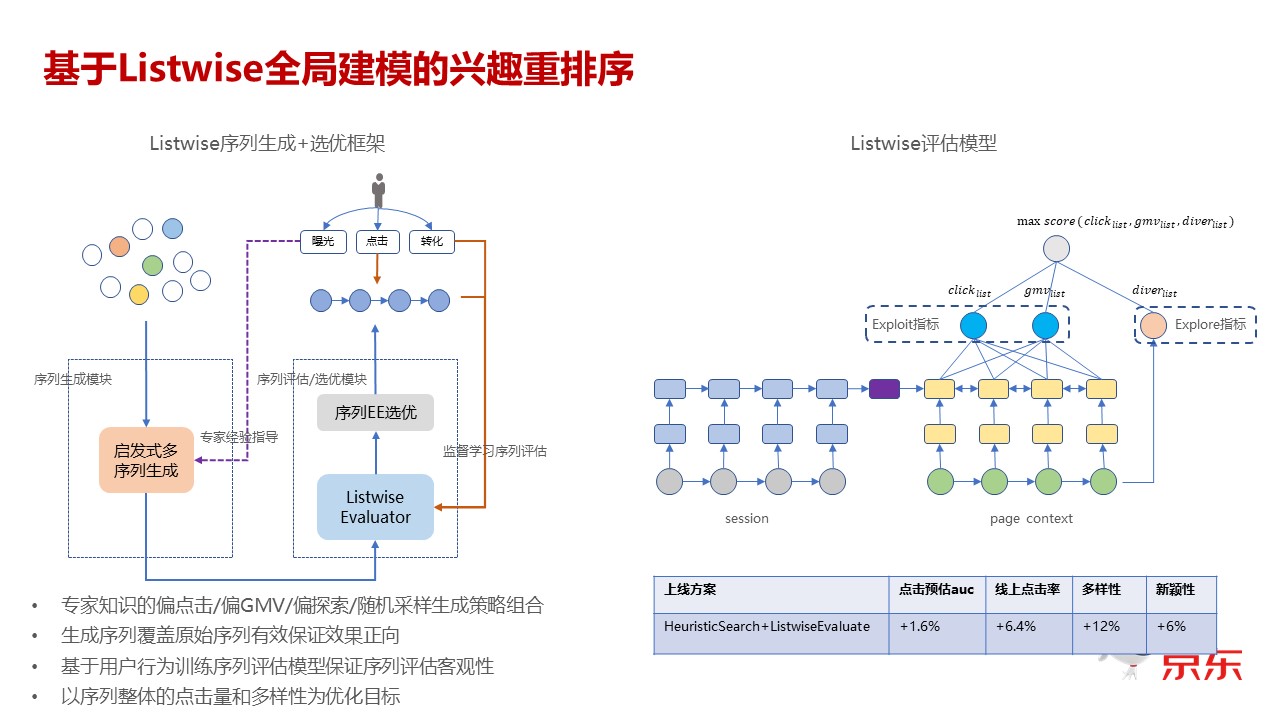 基于Listwise全局建模的兴趣重排序
Listwise序列生成+选优框架
曝光
点击
转化
序列生成模块
序列评估/选优模块
序列EE选优
专家经验指导
启发式多
序列生成
监督学习序列评估
Listwise
Evaluator
• 专家知识的偏点击/偏GMV/偏探索/随机采样生成策略组合
• 生成序列覆盖原始序列有效保证效果正向
• 基于用户行为训练序列评估模型保证序列评估客观性
• 以序列整体的点击量和多样性为优化目标
Listwise评估模型
max score(click_list, gmv_list, diver_list)
click_list
gmv_list
diver_list
Exploit指标
Explore指标
session
page context
上线方案 点击预估auc 线上点击率 多样性 新颖性
HeuristicSearch+ListwiseEvaluate +1.6% +6.4% +12% +6%
京东